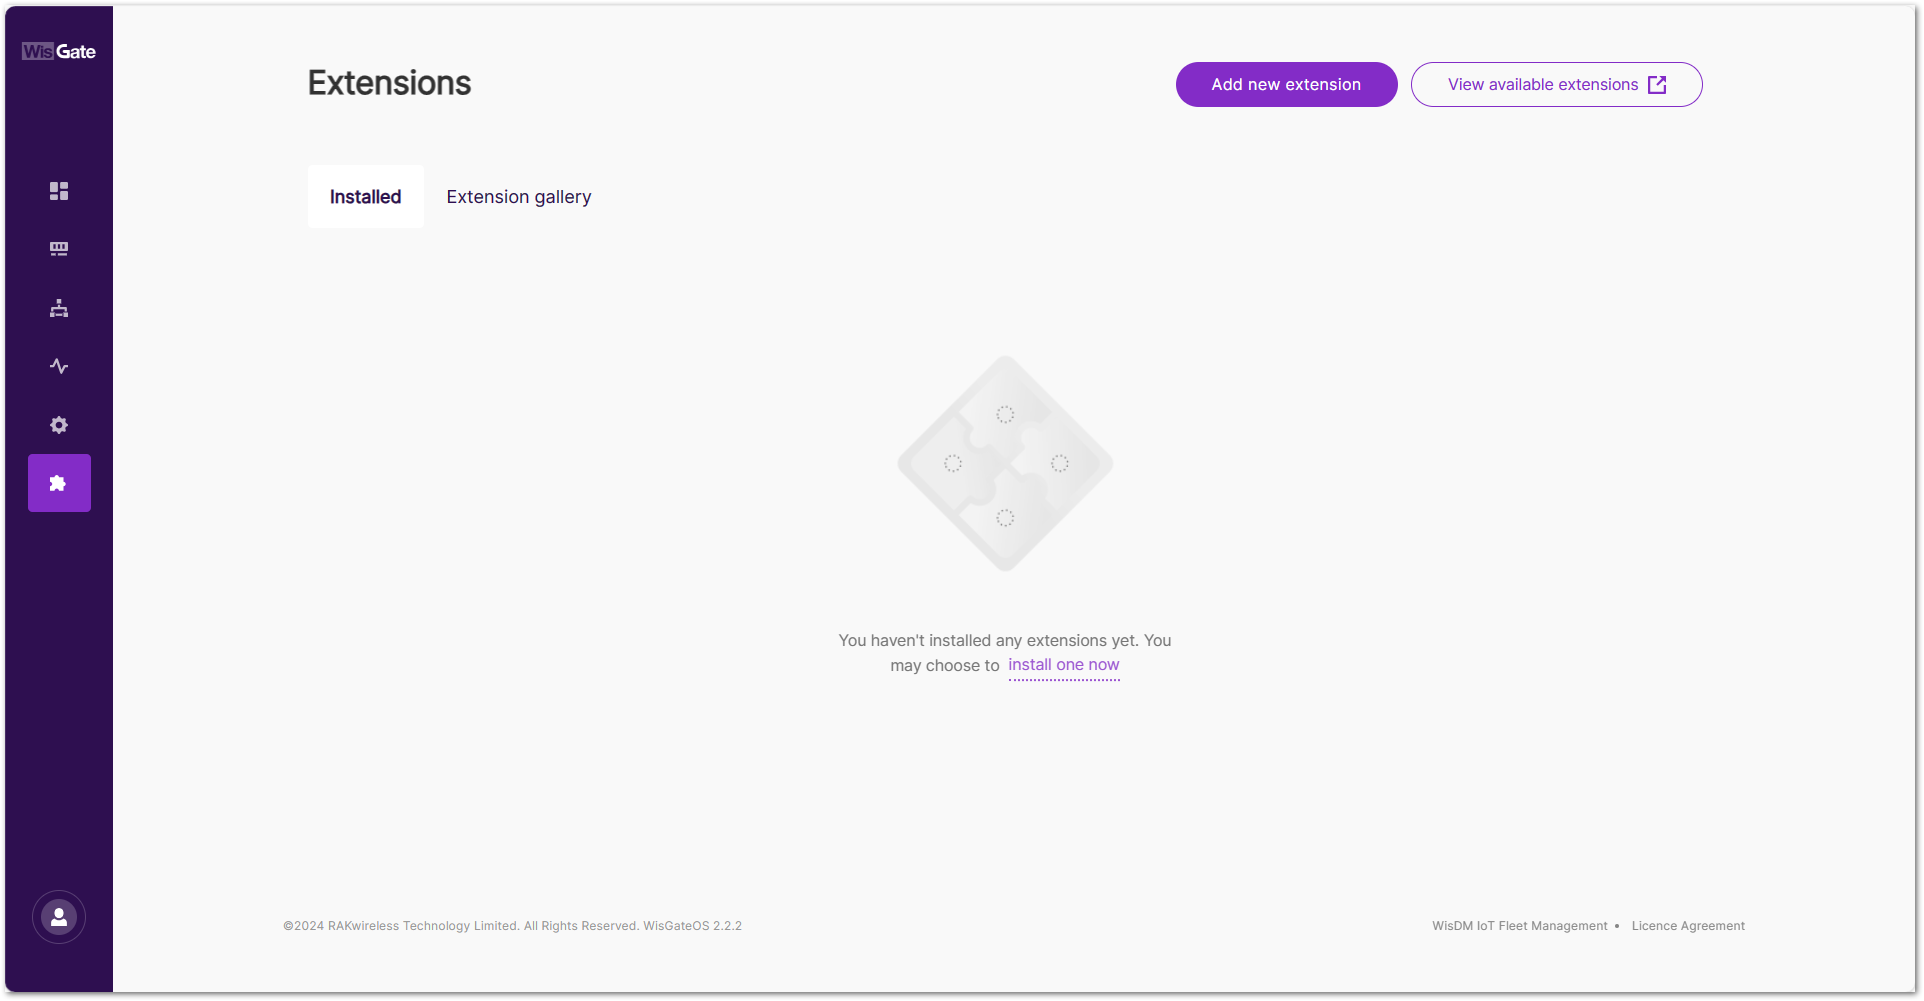 WisGate
Extensions
Add new extension
View available extensions
Installed
Extension gallery
You haven't installed any extensions yet. You
may choose to install one now
©2024 RAKwireless Technology Limited. All Rights Reserved. WisGateOS 2.2.2
WisDM IoT Fleet Management • Licence Agreement